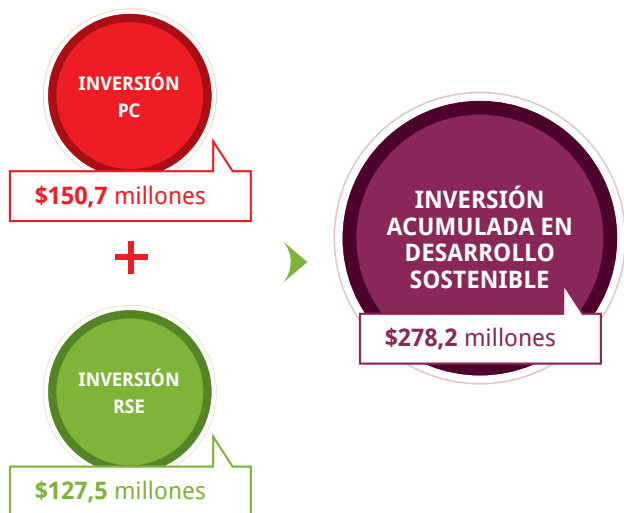 INVERSIÓN
PC
$150,7 millones
+
INVERSIÓN
RSE
$127,5 millones
INVERSIÓN
ACUMULADA EN
DESARROLLO
SOSTENIBLE
$278,2 millones